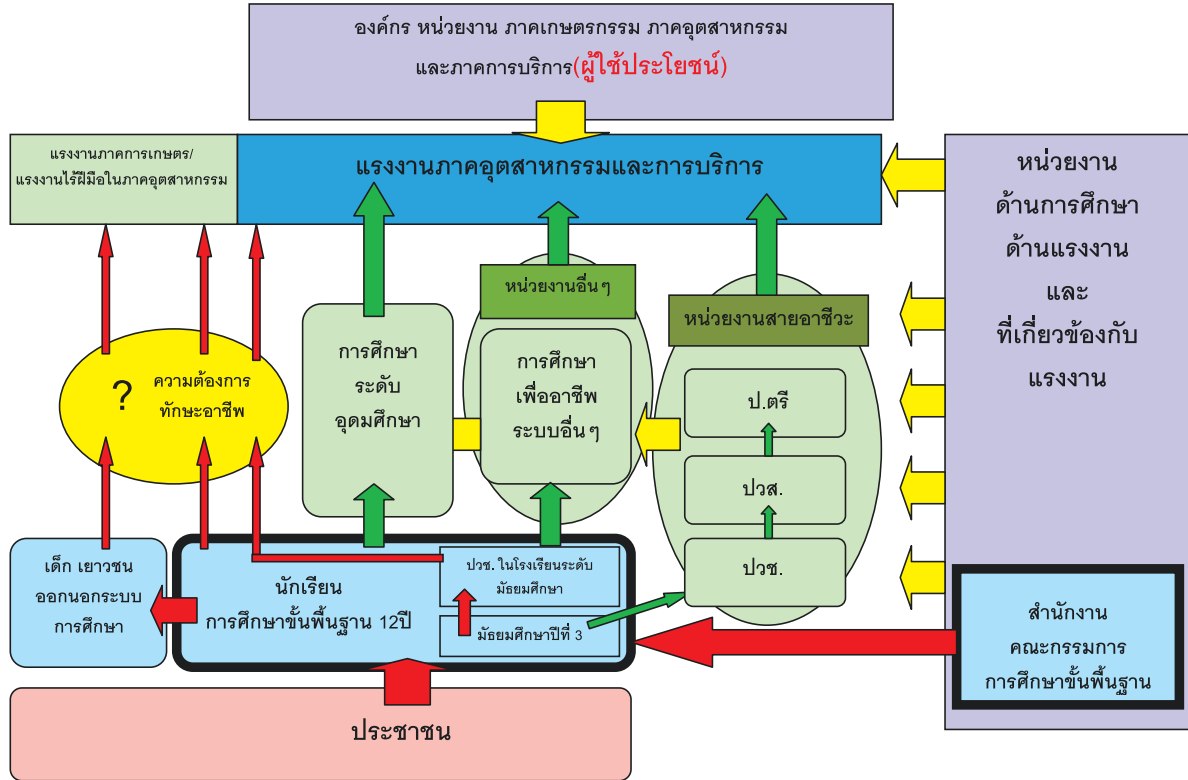 องค์กร หน่วยงาน ภาคเกษตรกรรม ภาคอุตสาหกรรม
และภาคการบริการ(ผู้ใช้ประโยชน์)
แรงงานภาคการเกษตร/
แรงงานไร้ฝีมือในภาคอุตสาหกรรม
แรงงานภาคอุตสาหกรรมและการบริการ
หน่วยงาน
ด้านการศึกษา
ด้านแรงงาน
และ
ที่เกี่ยวข้องกับ
แรงงาน
หน่วยงานอื่น ๆ
หน่วยงานสายอาชีวะ
? ความต้องการ
ทักษะอาชีพ
การศึกษา
ระดับ
อุดมศึกษา
การศึกษา
เพื่ออาชีพ
ระบบอื่น ๆ
ป.ตรี
ปวส.
ปวช.
เด็ก เยาวชน
ออกนอกระบบ
การศึกษา
นักเรียน
การศึกษาขั้นพื้นฐาน 12ปี
ปวช. ในโรงเรียนระดับ
มัธยมศึกษา
มัธยมศึกษาปีที่ 3
สำนักงาน
คณะกรรมการ
การศึกษาขั้นพื้นฐาน
ประชาชน